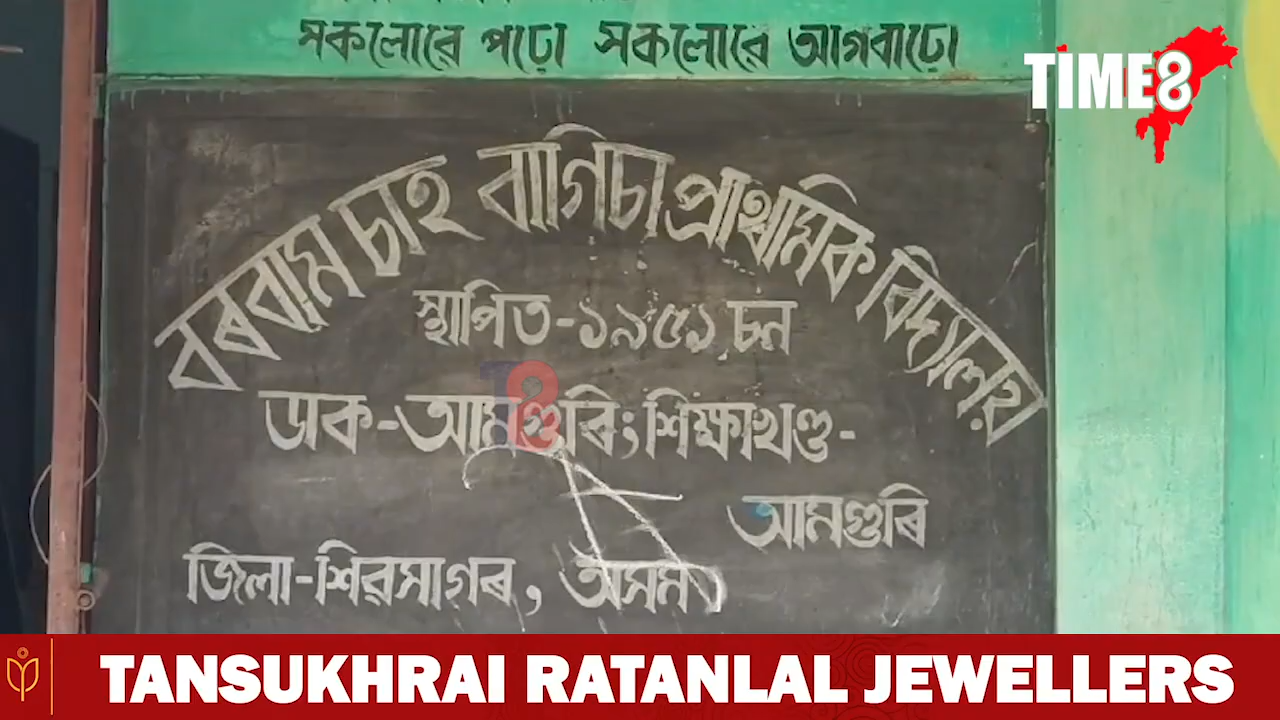 সকলোৱে পঢ়ো সকলোৱে আগবাঢ়ো
TIME8
বৰবাম চাহ বাগিচা প্ৰাথমিক বিদ্যালয়
স্থাপিত-১৯৫১ চন
ডাক-আমগুৰি; শিক্ষাখণ্ড-
আমগুৰি
জিলা-শিৱসাগৰ, অসম
TANSUKHRAI RATANLAL JEWELLERS